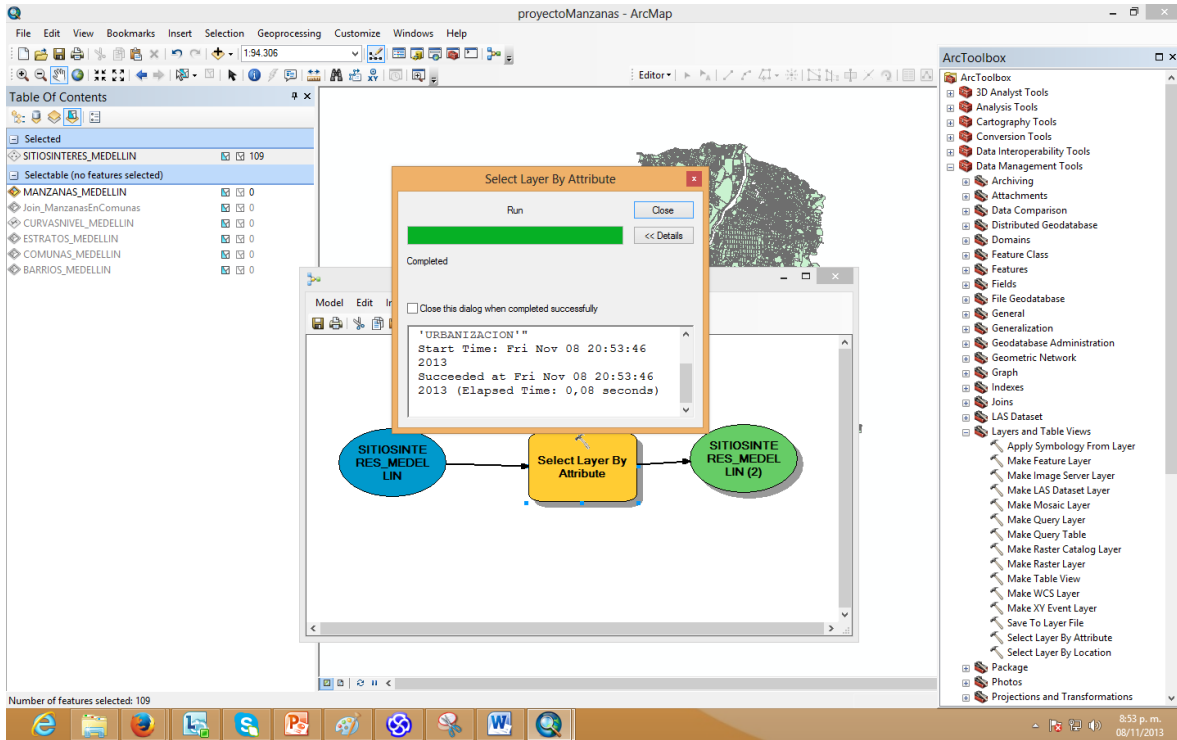 proyectoManzanas - ArcMap
File Edit View Bookmarks Insert Selection Geoprocessing Customize Windows Help
1:94.306
Editor
Table Of Contents
Selected
SITIOSINTERES_MEDELLIN 109
Selectable (no features selected)
MANZANAS_MEDELLIN 0
Join_ManzanasEnComunas 0
CURVASNIVEL_MEDELLIN 0
ESTRATOS_MEDELLIN 0
COMUNAS_MEDELLIN 0
BARRIOS_MEDELLIN 0
Select Layer By Attribute
Run
Close
<< Details
Completed
Close this dialog when completed successfully
'URBANIZACION'"
Start Time: Fri Nov 08 20:53:46
2013
Succeeded at Fri Nov 08 20:53:46
2013 (Elapsed Time: 0,08 seconds)
Model Edit
SITIOSINTE
RES_MEDEL
LIN
Select Layer By
Attribute
SITIOSINTE
RES_MEDEL
LIN (2)
ArcToolbox
ArcToolbox
3D Analyst Tools
Analysis Tools
Cartography Tools
Conversion Tools
Data Interoperability Tools
Data Management Tools
Archiving
Attachments
Data Comparison
Distributed Geodatabase
Domains
Feature Class
Features
Fields
File Geodatabase
General
Generalization
Geodatabase Administration
Geometric Network
Graph
Indexes
Joins
LAS Dataset
Layers and Table Views
Apply Symbology From Layer
Make Feature Layer
Make Image Server Layer
Make LAS Dataset Layer
Make Mosaic Layer
Make Query Layer
Make Query Table
Make Raster Catalog Layer
Make Raster Layer
Make Table View
Make WCS Layer
Make XY Event Layer
Save To Layer File
Select Layer By Attribute
Select Layer By Location
Package
Photos
Projections and Transformations
Number of features selected: 109
8:53 p. m.
08/11/2013